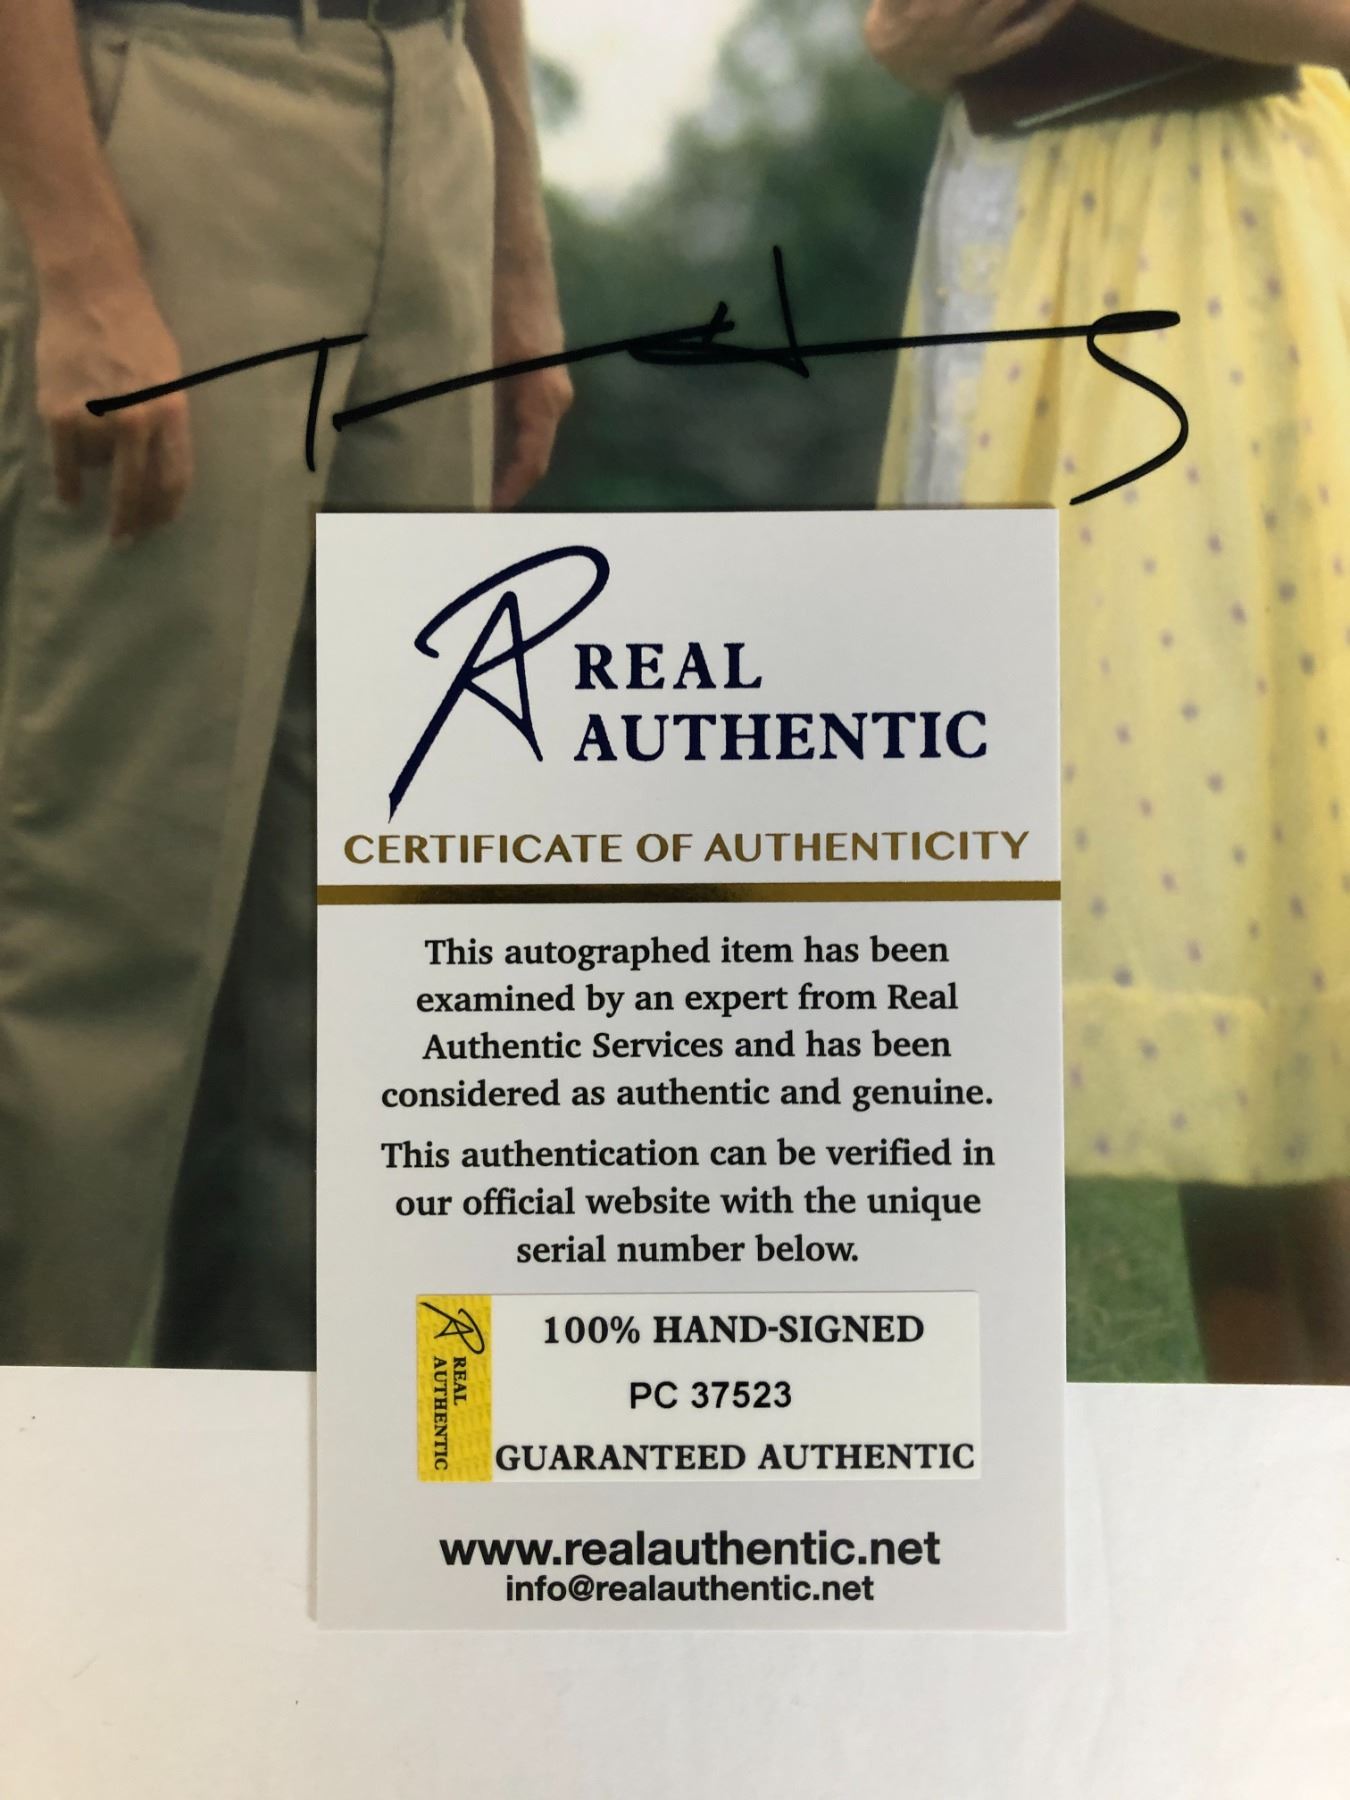 REAL
AUTHENTIC
CERTIFICATE OF AUTHENTICITY
This autographed item has been
examined by an expert from Real
Authentic Services and has been
considered as authentic and genuine.
This authentication can be verified in
our official website with the unique
serial number below.
REAL
AUTHENTIC
100% HAND-SIGNED
PC 37523
GUARANTEED AUTHENTIC
www.realauthentic.net
info@realauthentic.net